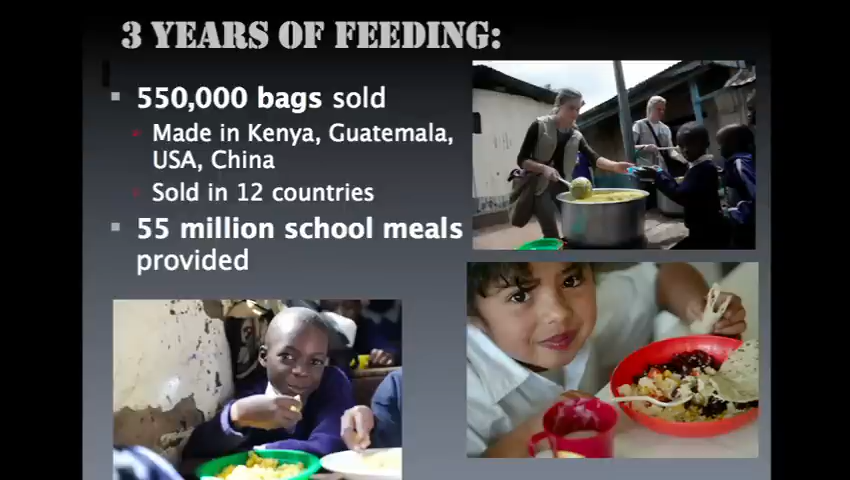 3 YEARS OF FEEDING:
550,000 bags sold
Made in Kenya, Guatemala,
USA, China
Sold in 12 countries
55 million school meals
provided